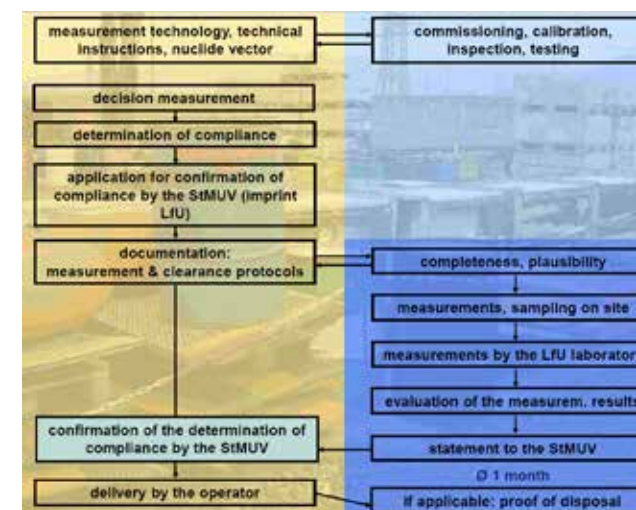 measurement technology, technical
instructions, nuclide vector
commissioning, calibration,
inspection, testing
decision measurement
determination of compliance
application for confirmation of
compliance by the StMUV (imprint
LfU)
documentation:
measurement & clearance protocols
completeness, plausibility
measurements, sampling on site
measurements by the LfU laborator
evaluation of the measurem. results
confirmation of the determination of
compliance by the StMUV
statement to the StMUV
Ø 1 month
delivery by the operator
if applicable: proof of disposal